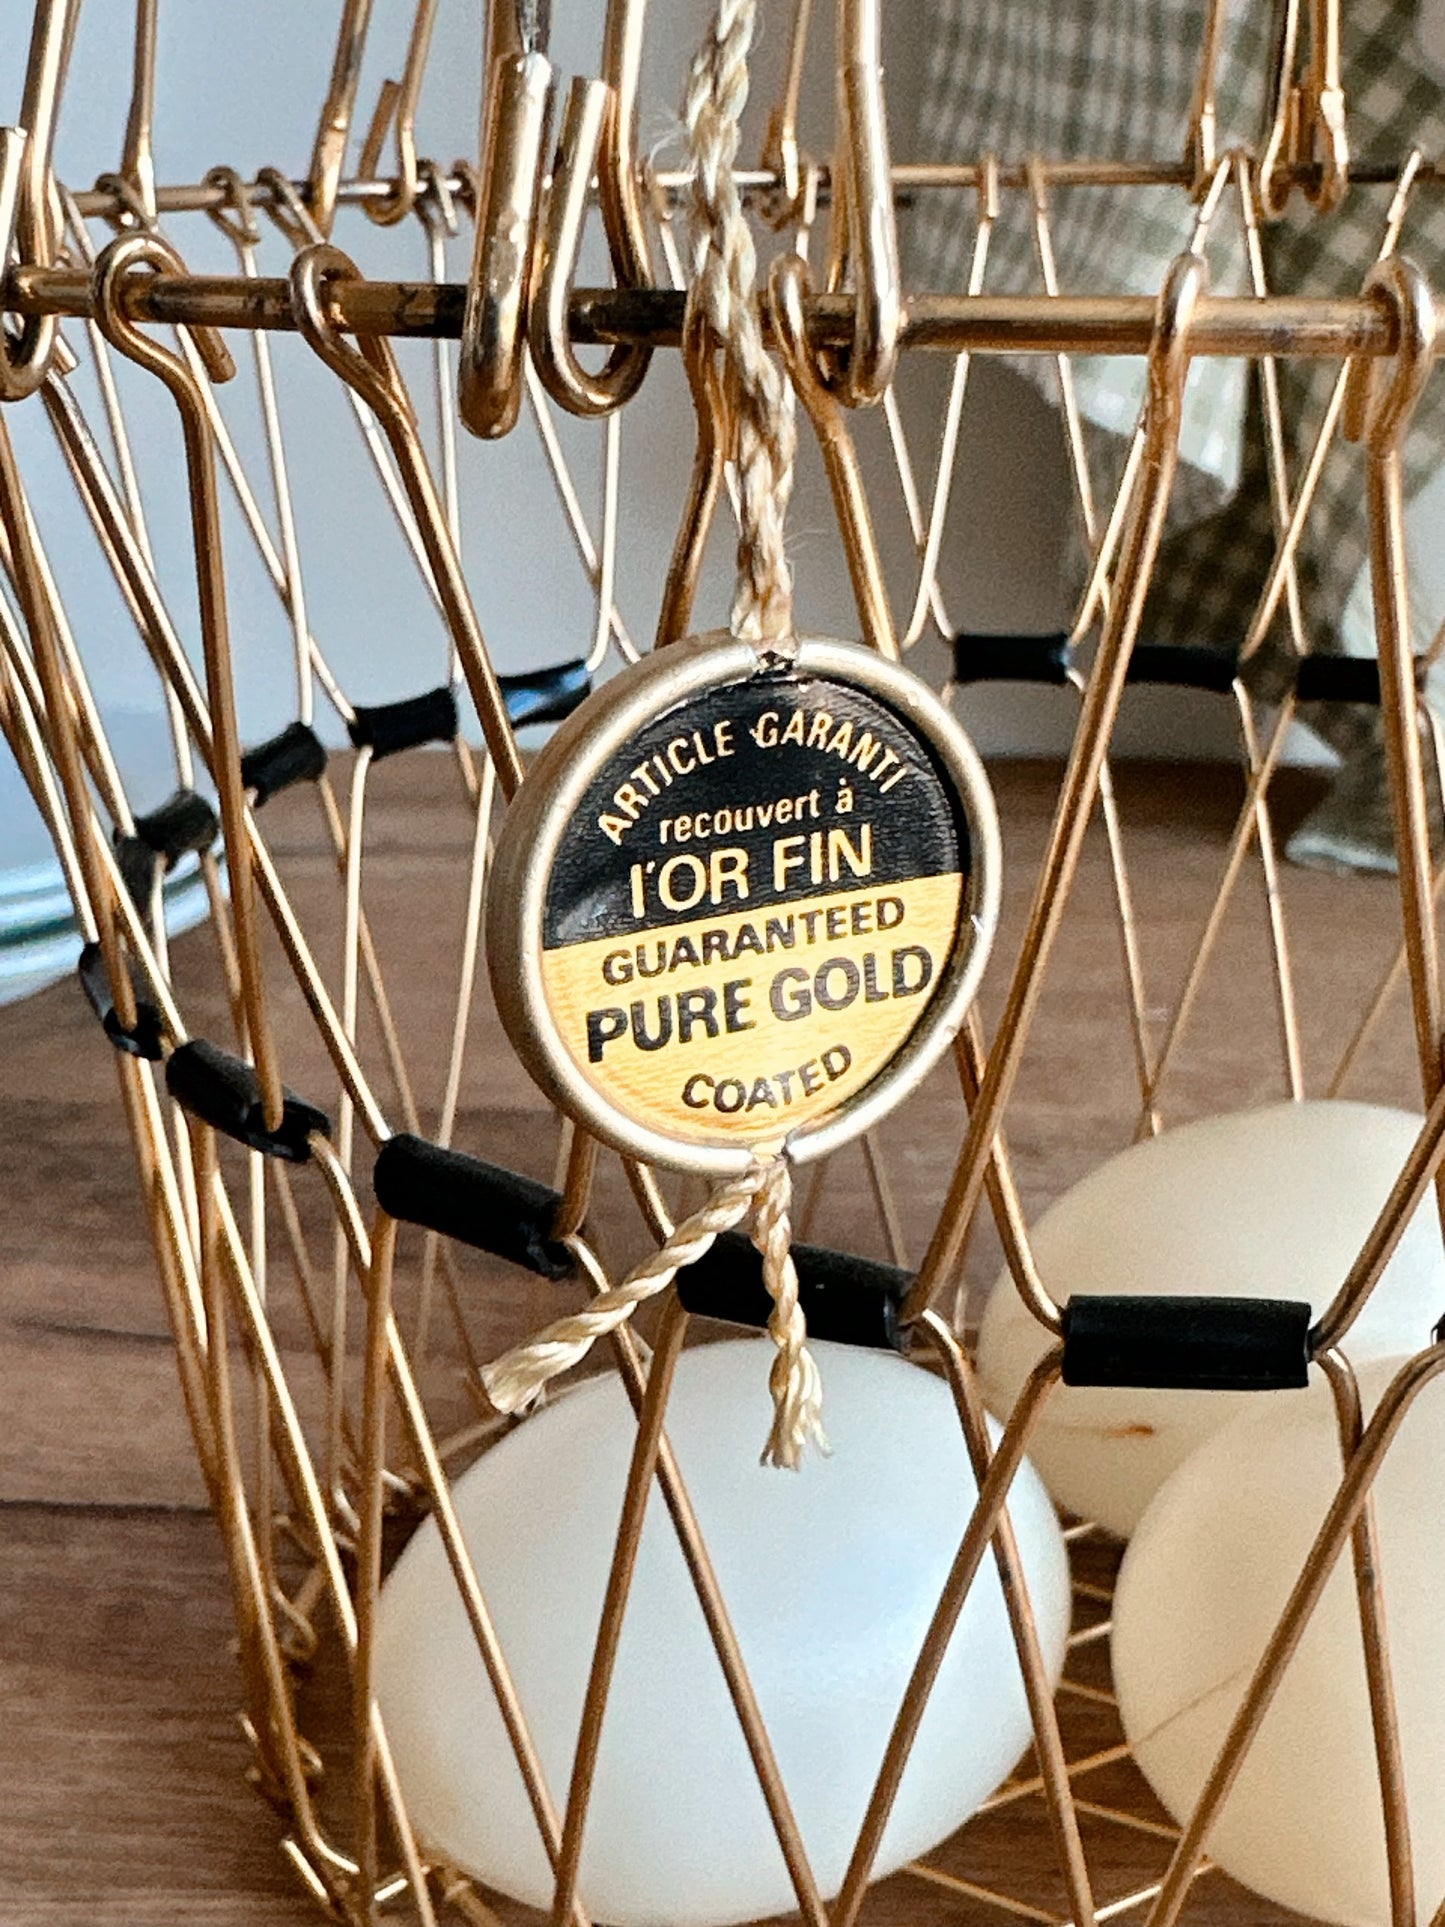 ARTICLE GARANTI
recouvert à
l'OR FIN
GUARANTEED
PURE GOLD
COATED